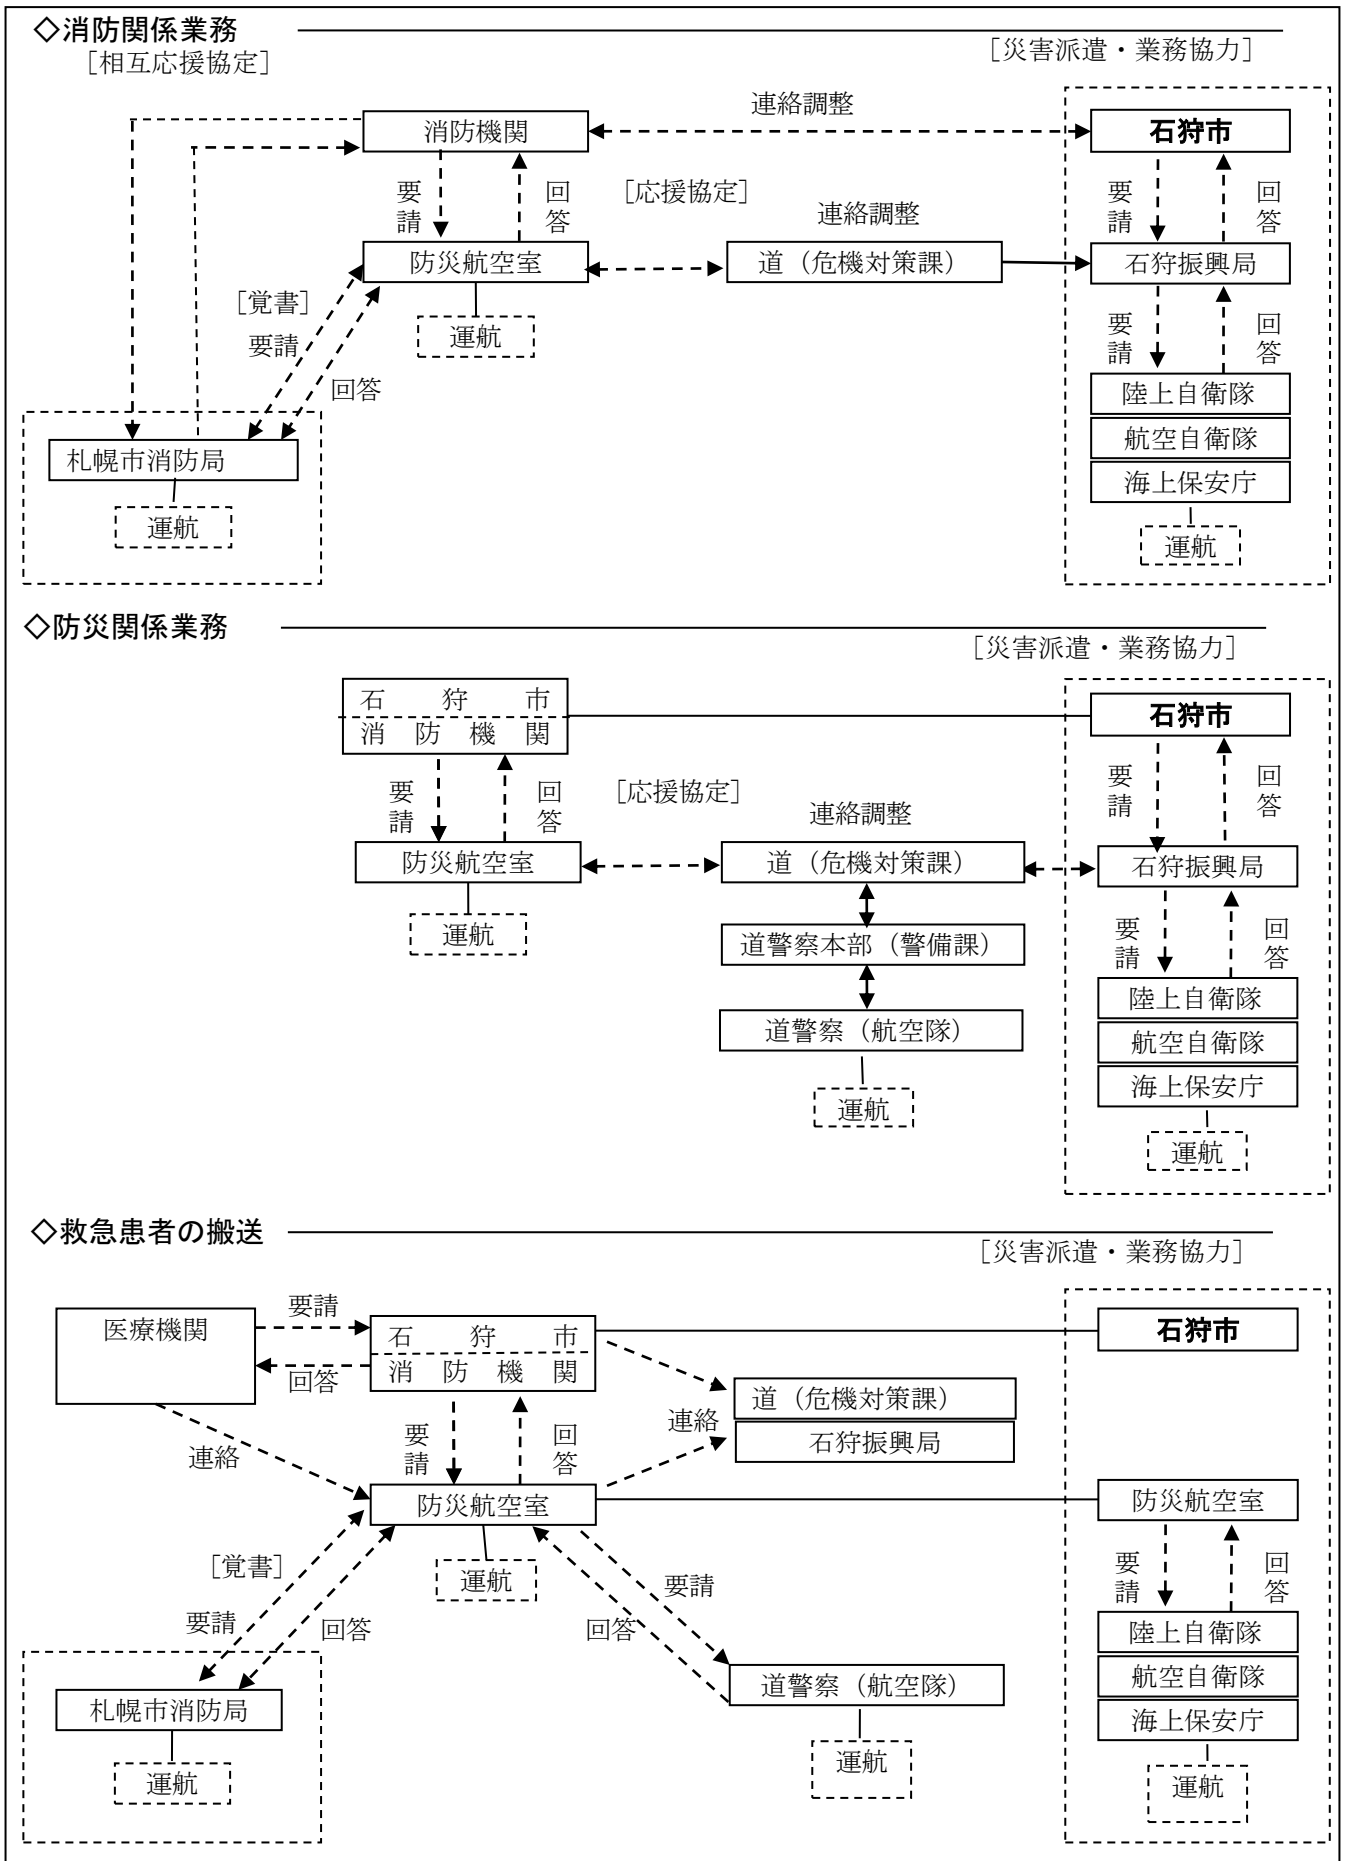 ◇消防関係業務
［相互応援協定］
［災害派遣・業務協力］
連絡調整
消防機関
石狩市
要請
回答
［応援協定］
連絡調整
要請
回答
防災航空室
道（危機対策課）
石狩振興局
［覚書］
要請
運航
要請
回答
回答
陸上自衛隊
航空自衛隊
海上保安庁
札幌市消防局
運航
運航
◇防災関係業務
［災害派遣・業務協力］
石狩市
消防機関
石狩市
要請
回答
［応援協定］
連絡調整
要請
回答
防災航空室
道（危機対策課）
石狩振興局
運航
道警察本部（警備課）
要請
回答
道警察（航空隊）
陸上自衛隊
航空自衛隊
海上保安庁
運航
運航
◇救急患者の搬送
［災害派遣・業務協力］
医療機関
要請
回答
石狩市
消防機関
石狩市
道（危機対策課）
石狩振興局
連絡
要請
回答
連絡
防災航空室
防災航空室
［覚書］
運航
要請
回答
要請
回答
要請
回答
陸上自衛隊
航空自衛隊
海上保安庁
道警察（航空隊）
札幌市消防局
運航
運航
運航